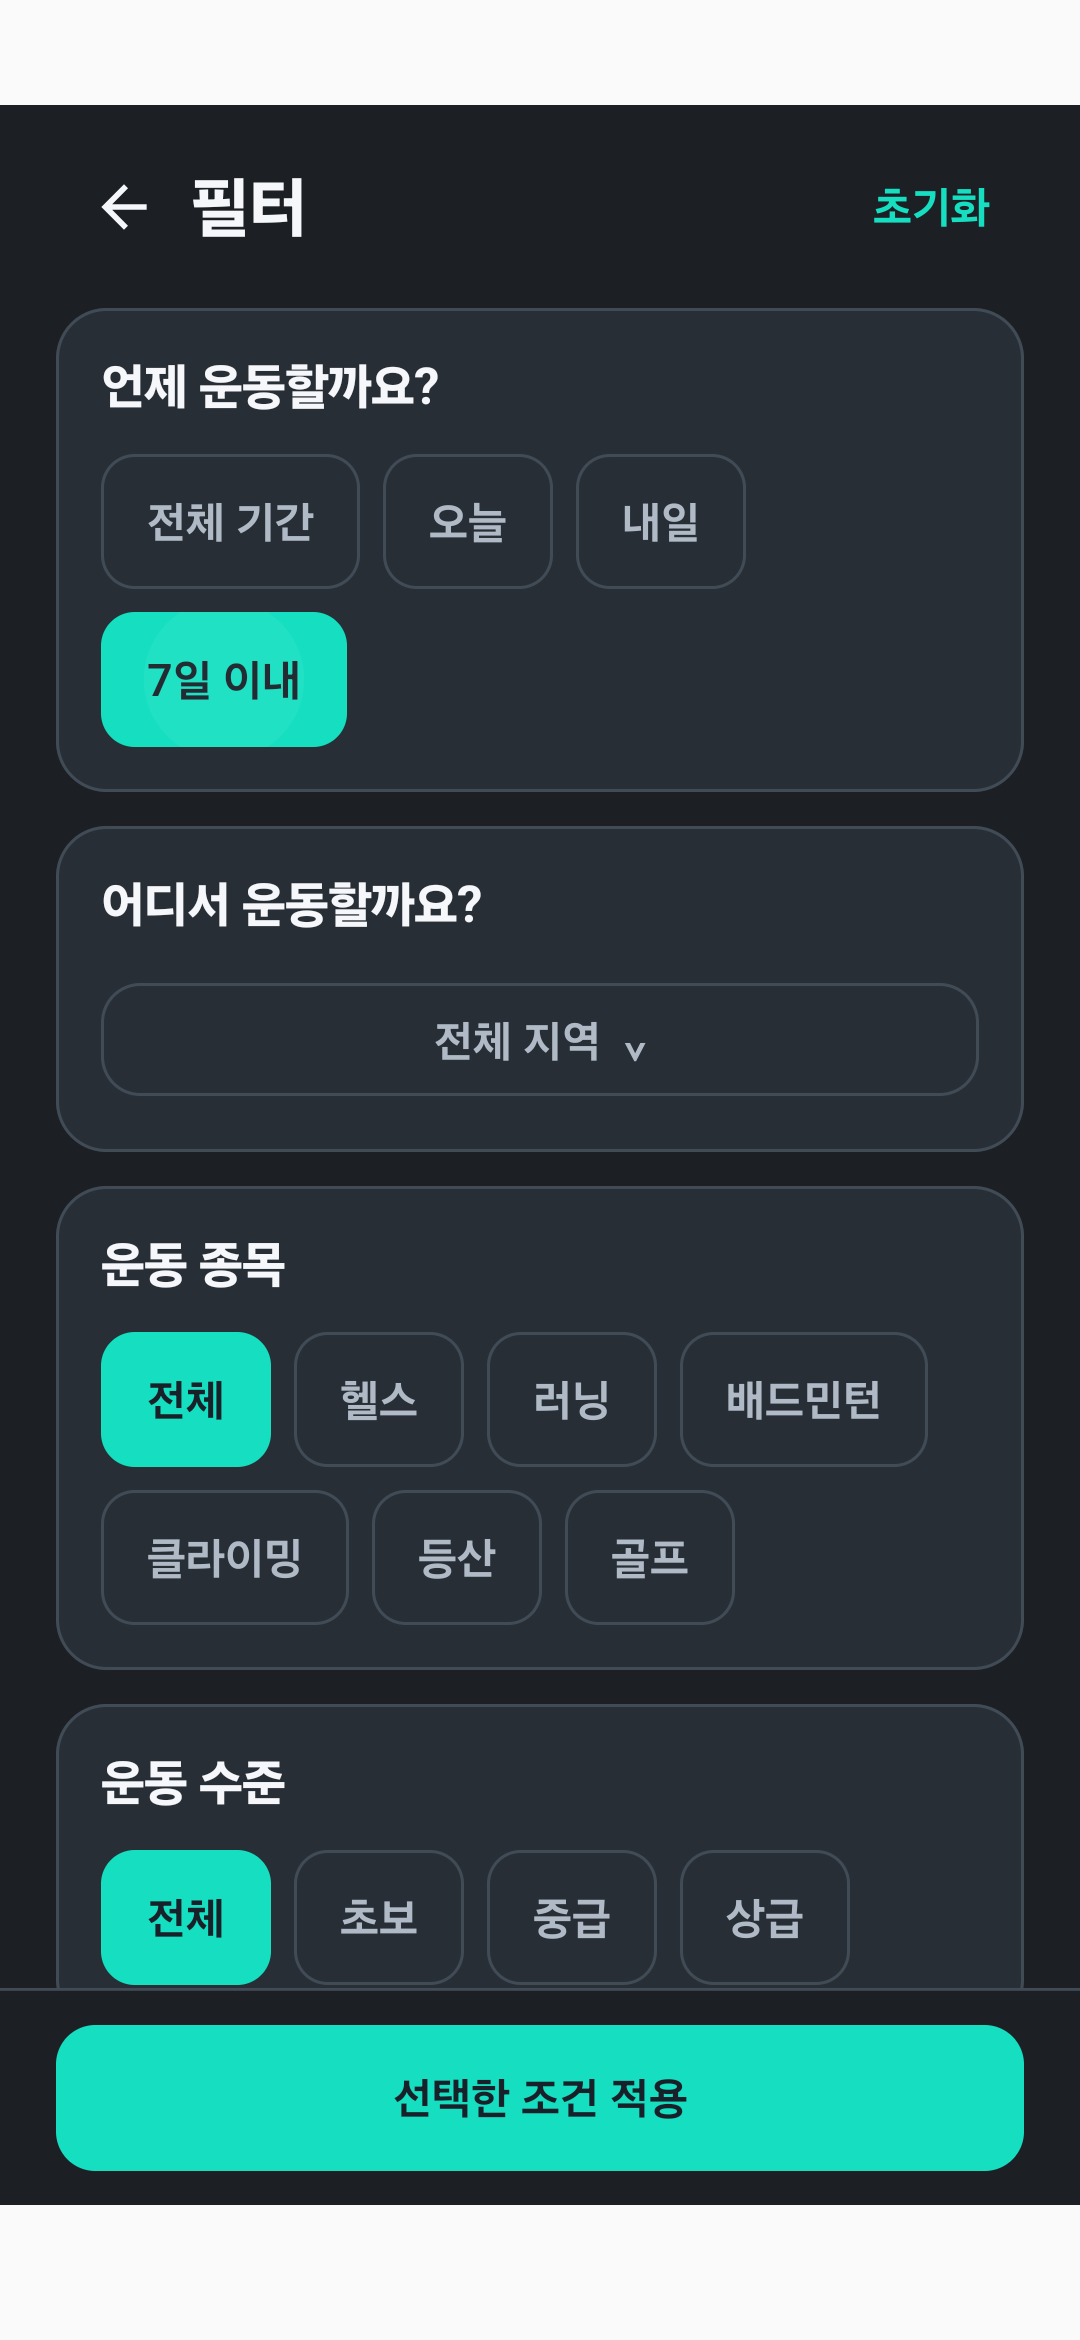 필터
초기화
언제 운동할까요?
전체 기간 오늘 내일
7일 이내
어디서 운동할까요?
전체 지역 v
운동 종목
전체 헬스 러닝 배드민턴
클라이밍 등산 골프
운동 수준
전체 초보 중급 상급
선택한 조건 적용